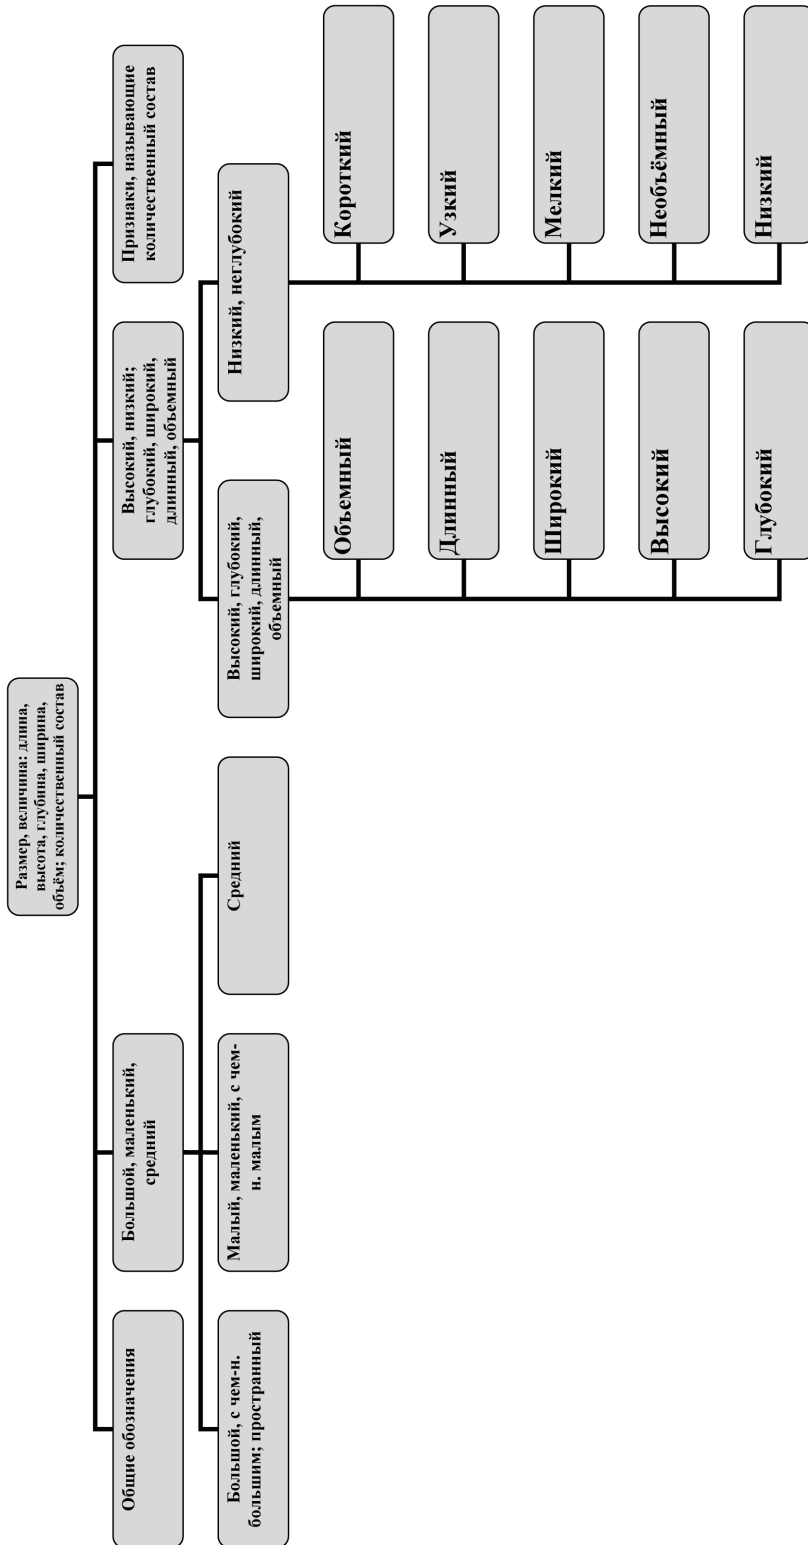 Размер, величина: длина,
высота, глубина, ширина,
объём; количественный состав
Общие обозначения
Большой, маленький,
средний
Высокий, низкий;
глубокий, широкий,
длинный, объемный
Признаки, называющие
количественный состав
Большой, с чем-н.
большим; пространный
Малый, маленький, с чем-
н. малым
Средний
Высокий, глубокий,
широкий, длинный,
объемный
Низкий, неглубокий
Объемный
Длинный
Широкий
Высокий
Глубокий
Короткий
Узкий
Мелкий
Необъёмный
Низкий